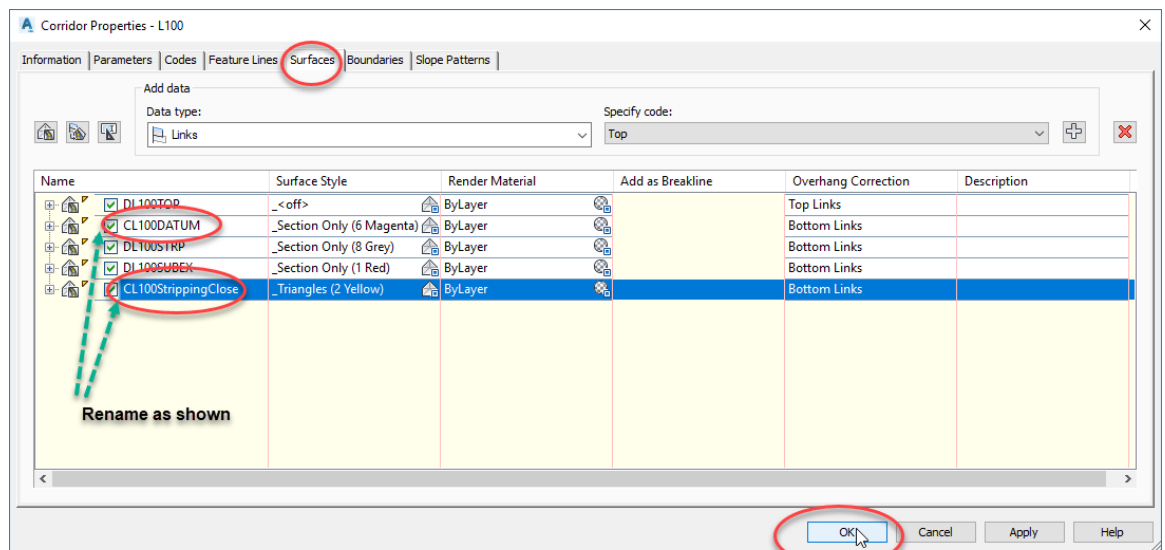 Corridor Properties - L100
Information Parameters Codes Feature Lines Surfaces Boundaries Slope Patterns
Add data
Data type:
Specify code:
Links
Top
Name Surface Style Render Material Add as Breakline Overhang Correction Description
DL100TOP _<off> ByLayer Top Links
CL100DATUM _Section Only (6 Magenta) ByLayer Bottom Links
DL100STRP _Section Only (8 Grey) ByLayer Bottom Links
DL100SUBEX _Section Only (1 Red) ByLayer Bottom Links
CL100StrippingClose _Triangles (2 Yellow) ByLayer Bottom Links
Rename as shown
OK Cancel Apply Help